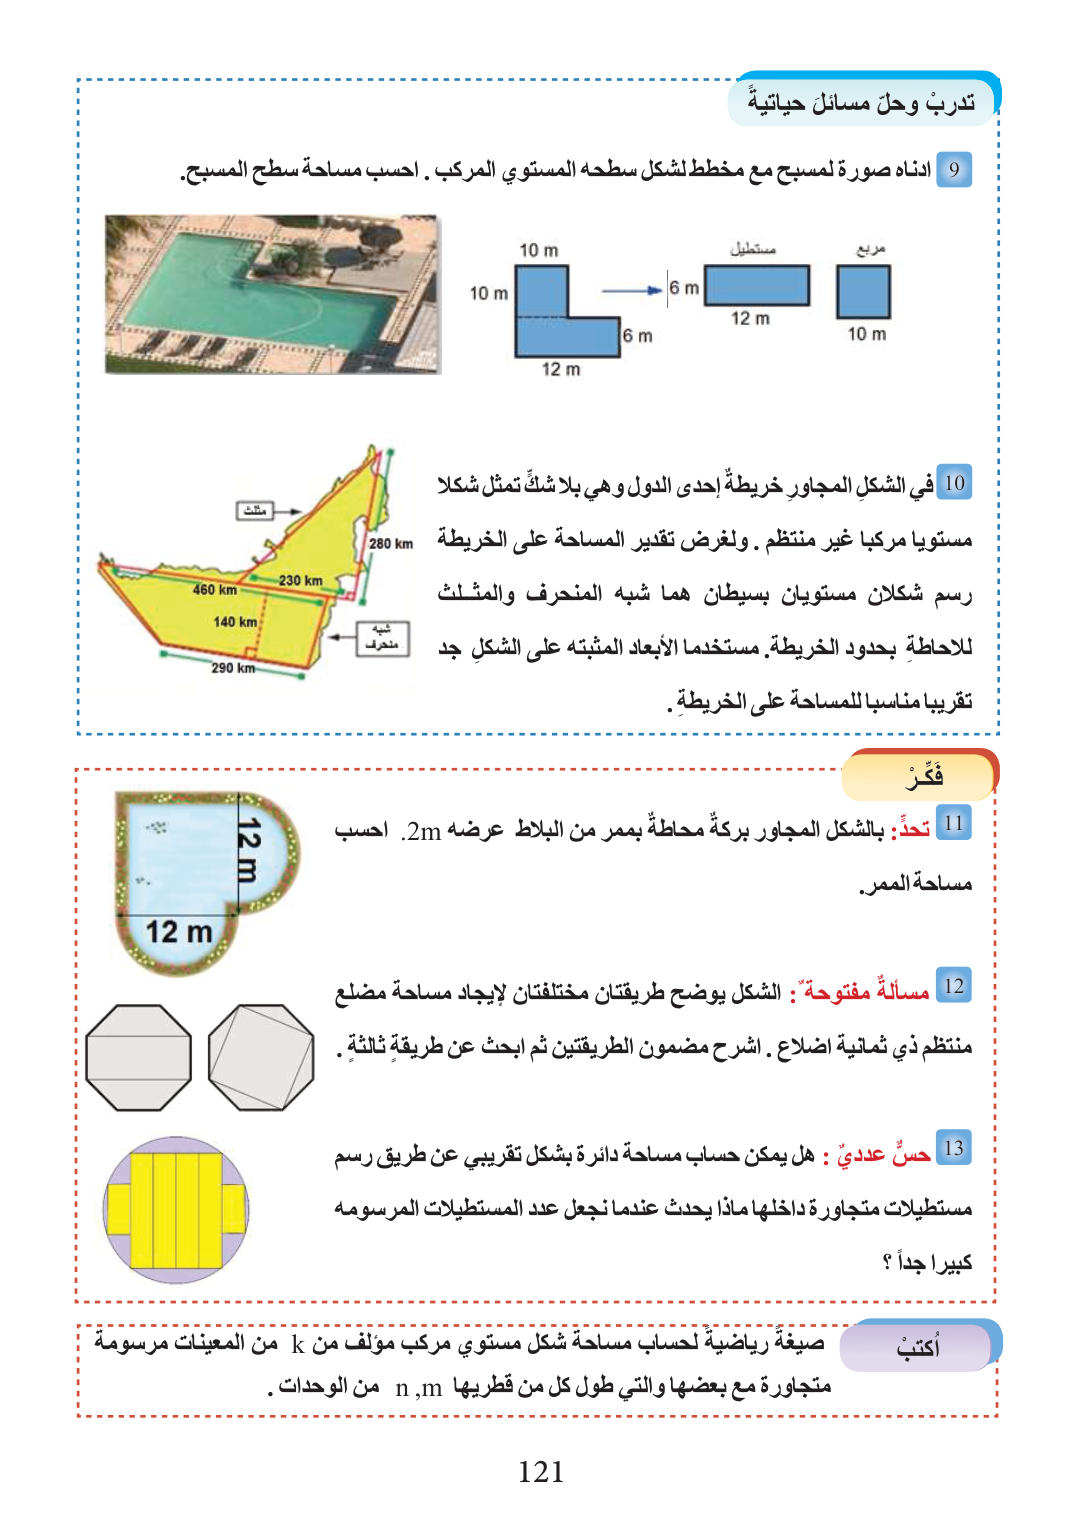 تدربْ وحلّ مسائلَ حياتيةً
9 ادناه صورة لمسبح مع مخطط لشكل سطحه المستوي المركب . احسب مساحة سطح المسبح.
10 m
10 m
6 m
12 m
مستطيل
6 m
12 m
مربع
10 m
10 في الشكلِ المجاورِ خريطةٌ إحدى الدول وهي بلا شكٍّ تمثل شكلا
مستويا مركبا غير منتظم . ولغرض تقدير المساحة على الخريطة
رسم شكلان مستويان بسيطان هما شبه المنحرف والمثـلـث
للاحاطةِ بحدود الخريطة. مستخدما الأبعاد المثبته على الشكلِ جد
تقريبا مناسبا للمساحة على الخريطةِ .
مثلث
280 km
230 km
460 km
140 km
شبه
منحرف
290 km
فَكِّـرْ
11 تحدٍّ: بالشكل المجاور بركةٌ محاطةٌ بممر من البلاط عرضه 2m. احسب
مساحة الممر.
12 m
12 m
12 مسألةٌ مفتوحةٌ: الشكل يوضح طريقتان مختلفتان لإيجاد مساحة مضلع
منتظم ذي ثمانية اضلاع . اشرح مضمون الطريقتين ثم ابحث عن طريقةٍ ثالثةٍ .
13 حسٌّ عدديٌ : هل يمكن حساب مساحة دائرة بشكل تقريبي عن طريق رسم
مستطيلات متجاورة داخلها ماذا يحدث عندما نجعل عدد المستطيلات المرسومه
كبيرا جداً ؟
اُكتبْ
صيغةً رياضيةً لحساب مساحة شكل مستوي مركب مؤلف من k من المعينات مرسومة
متجاورة مع بعضها والتي طول كل من قطريها n ,m من الوحدات .
121